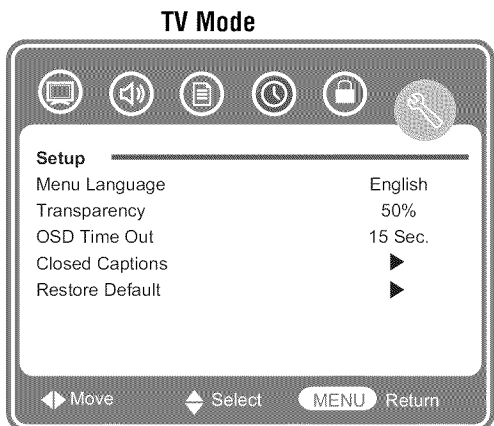 TV Mode
Setup
Menu Language English
Transparency 50%
OSD Time Out 15 Sec.
Closed Captions
Restore Default
Move Select MENU Return